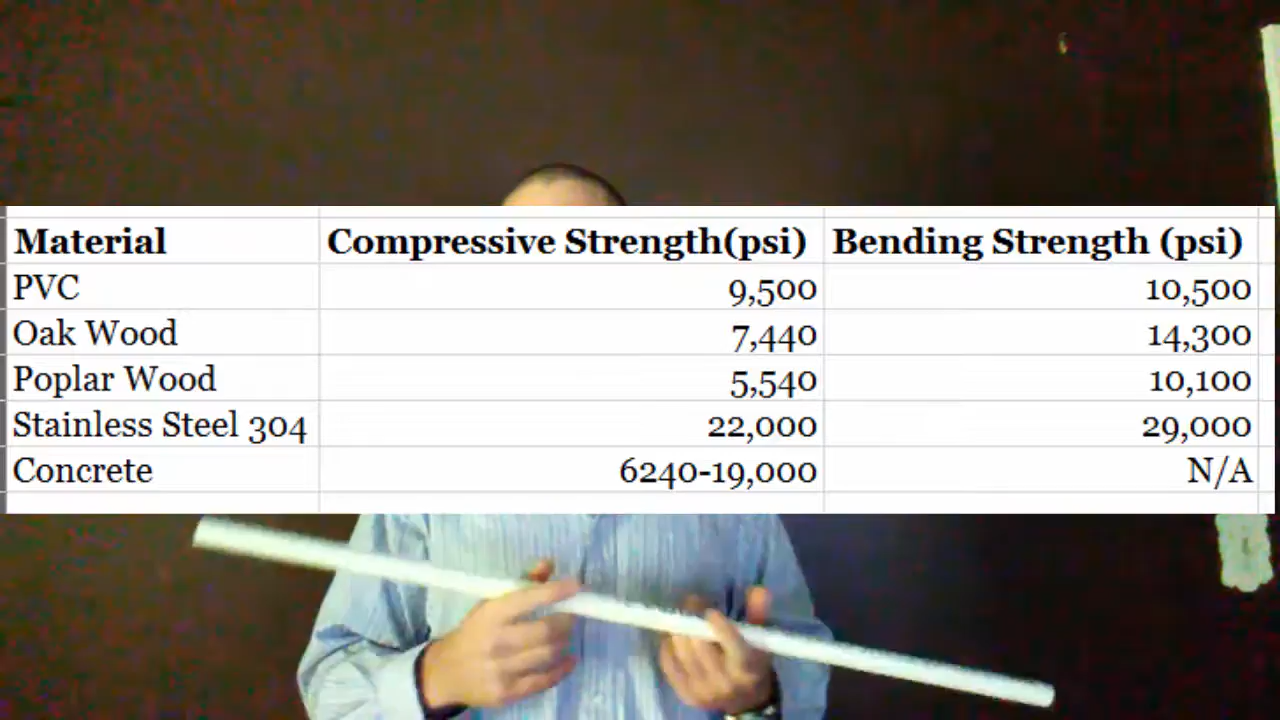 Material Compressive Strength(psi) Bending Strength (psi)
PVC 9,500 10,500
Oak Wood 7,440 14,300
Poplar Wood 5,540 10,100
Stainless Steel 304 22,000 29,000
Concrete 6240-19,000 N/A